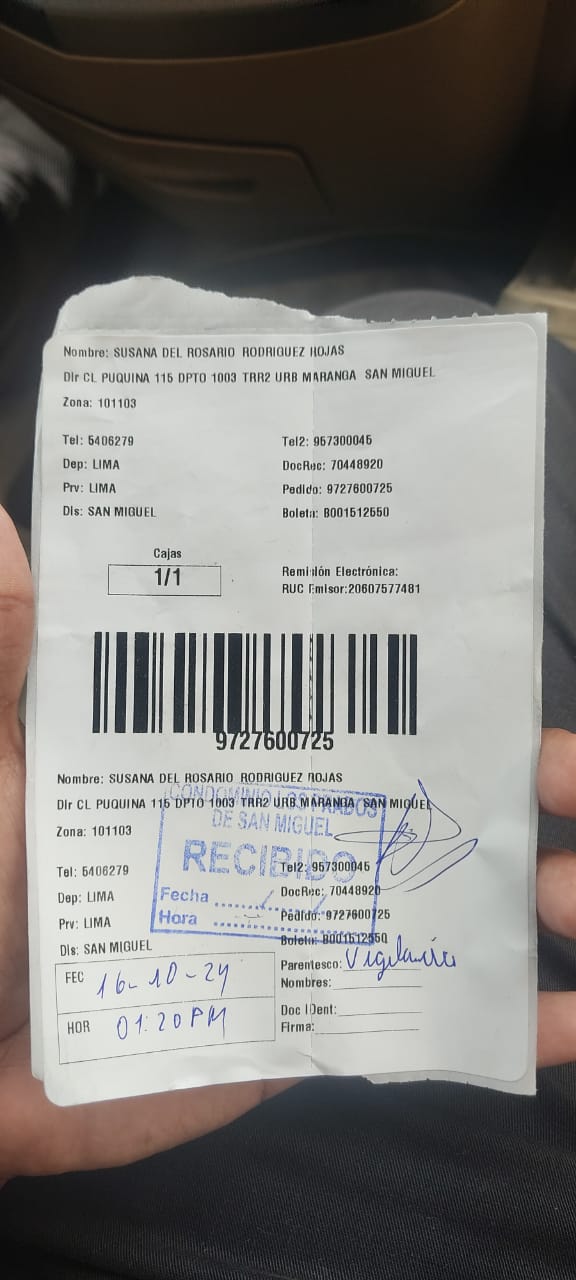 Nombre: SUSANA DEL ROSARIO RODRIGUEZ ROJAS
Dir CL PUQUINA 115 DPTO 1003 TRR2 URB MARANGA SAN MIGUEL
Zona: 101103
Tel: 5406279 Tel2: 957300045
Dep: LIMA DocRec: 70448920
Prv: LIMA Pedido: 9727600725
Dis: SAN MIGUEL Boleta: B001512550
Cajas
1/1
Remisión Electrónica:
RUC Emisor:20607577481
9727600725
Nombre: SUSANA DEL ROSARIO RODRIGUEZ ROJAS
CONDOMINIO LOS PRADOS
Dir CL PUQUINA 115 DPTO 1003 TRR2 URB MARANGA SAN MIGUEL
DE SAN MIGUEL
Zona: 101103
RECIBIDO
Tel: 5406279 Tel2: 957300045
Dep: LIMA Fecha DocRec: 70448920
Prv: LIMA Hora Pedido: 9727600725
Dis: SAN MIGUEL Boleta: B001512550
FEC 16-10-24 Parentesco: Vigilancia
Nombres:
HOR 01:20 PM Doc IDent:
Firma: